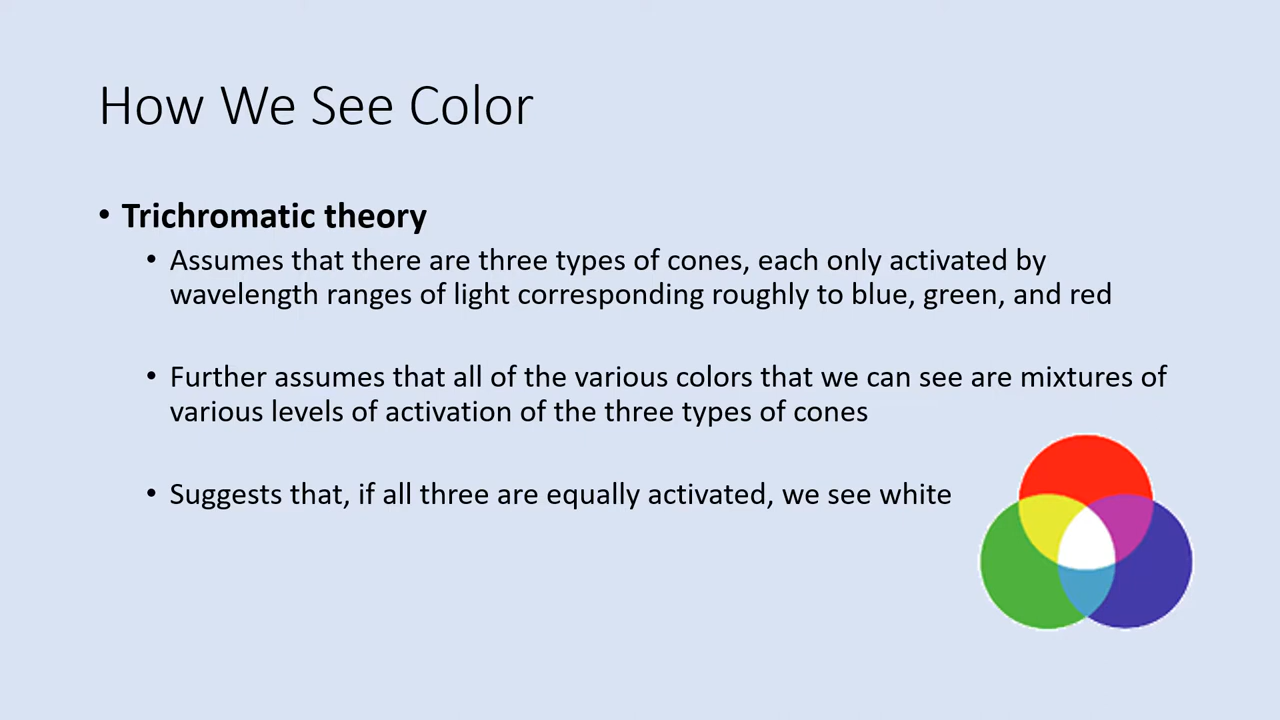 How We See Color
• Trichromatic theory
• Assumes that there are three types of cones, each only activated by
wavelength ranges of light corresponding roughly to blue, green, and red
• Further assumes that all of the various colors that we can see are mixtures of
various levels of activation of the three types of cones
• Suggests that, if all three are equally activated, we see white